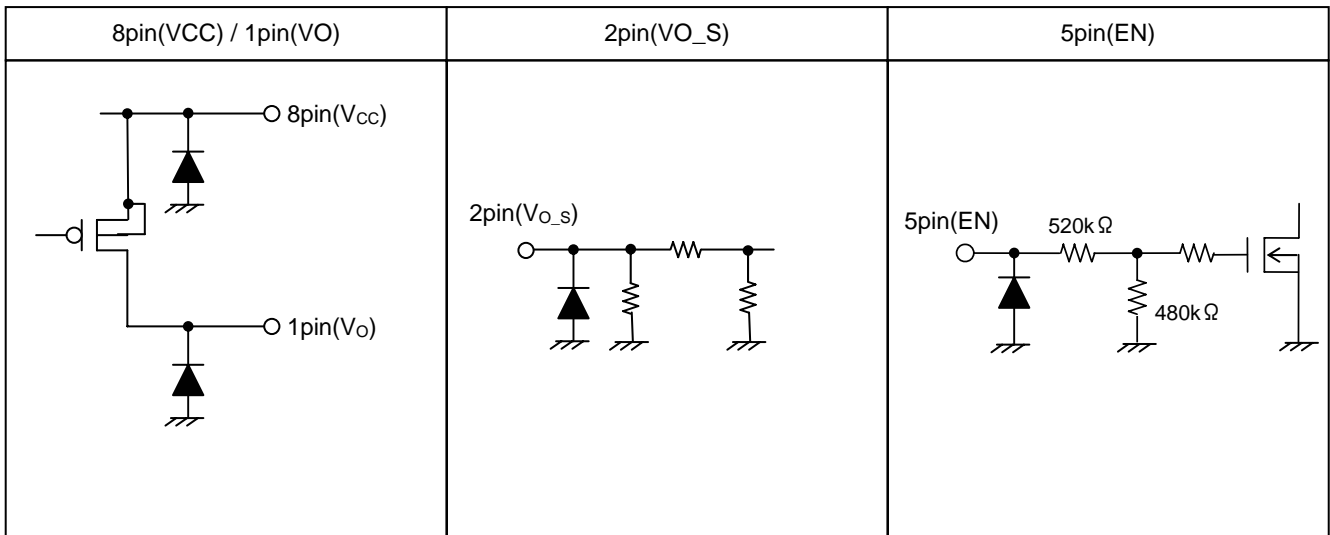 8pin(VCC) / 1pin(VO)
2pin(VO_S)
5pin(EN)
8pin(VCC)
1pin(VO)
2pin(VO_S)
5pin(EN)
520kΩ
480kΩ